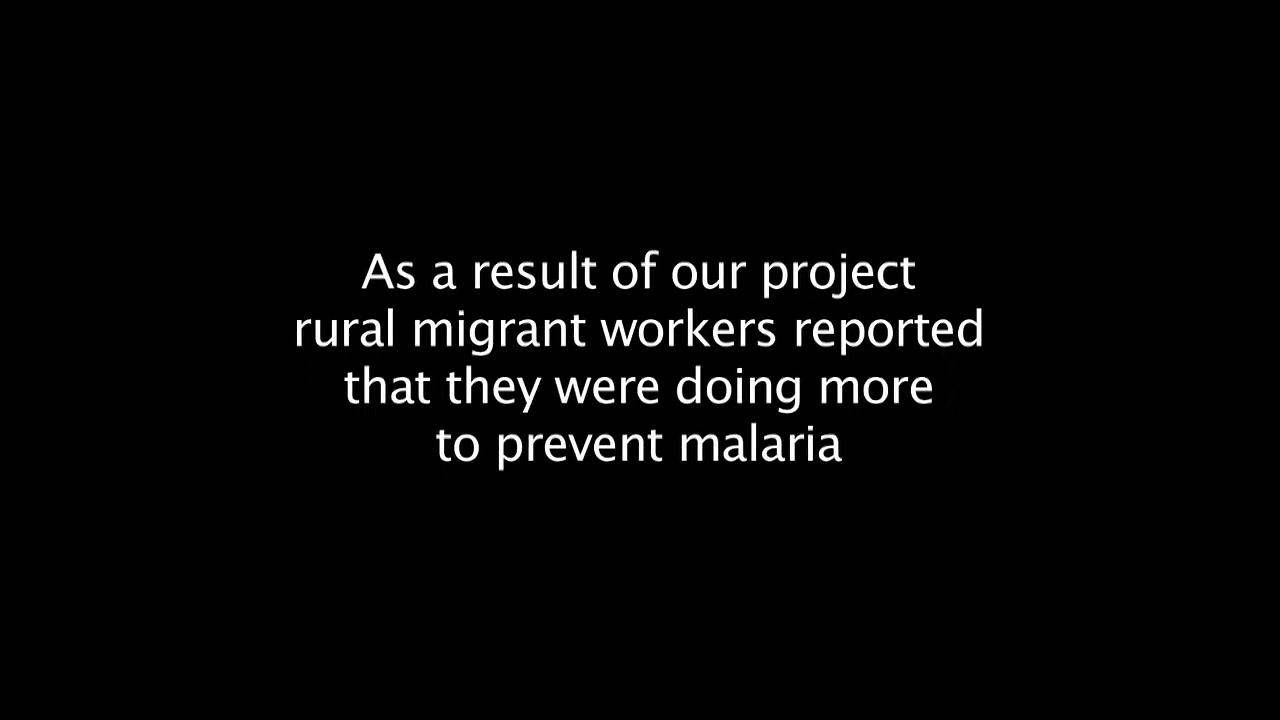 As a result of our project
rural migrant workers reported
that they were doing more
to prevent malaria